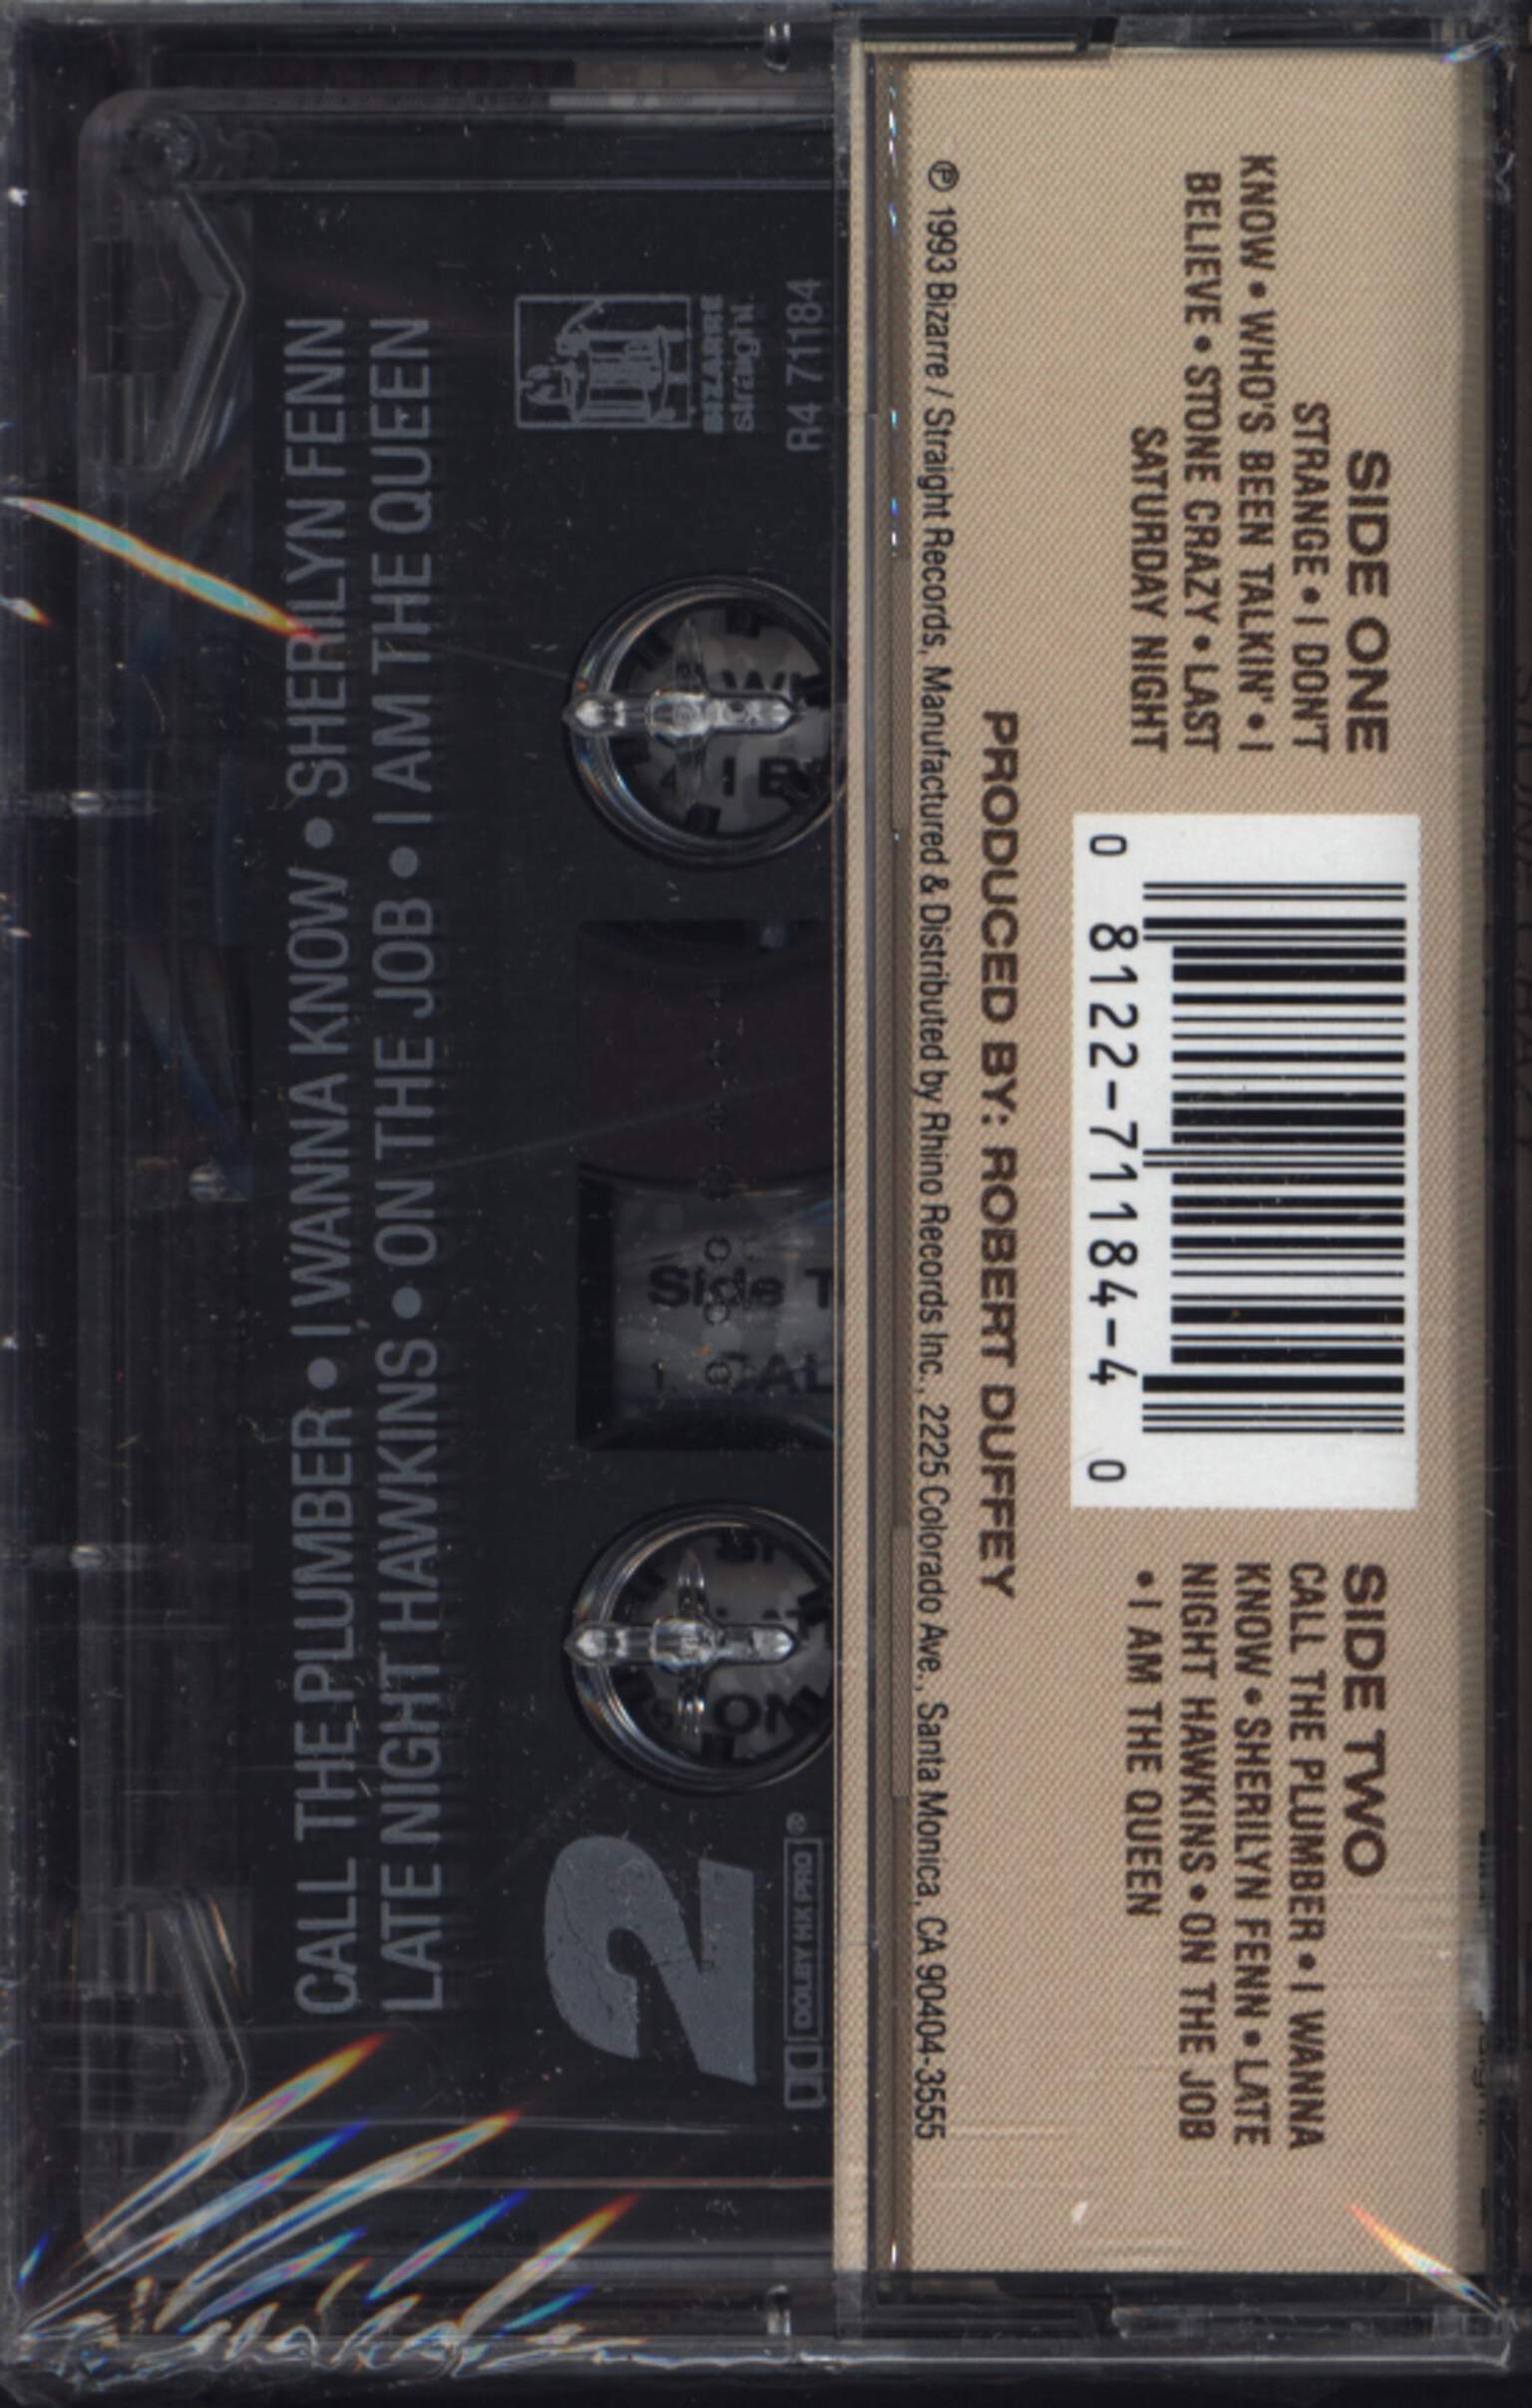 SIDE ONE
STRANGE • I DON'T
KNOW • WHO'S BEEN TALKIN' • I
BELIEVE • STONE CRAZY • LAST
SATURDAY NIGHT
0 8122-71184-4 0
SIDE TWO
CALL THE PLUMBER • I WANNA
KNOW • SHERILYN FENN • LATE
NIGHT HAWKINS • ON THE JOB
• I AM THE QUEEN
PRODUCED BY: ROBERT DUFFEY
℗ 1993 Bizarre / Straight Records, Manufactured & Distributed by Rhino Records Inc., 2225 Colorado Ave., Santa Monica, CA 90404-3555
CALL THE PLUMBER • I WANNA KNOW • SHERILYN FENN
LATE NIGHT HAWKINS • ON THE JOB • I AM THE QUEEN
BIZARRE
straight
R4 71184
2
DOLBY HX PRO
Side